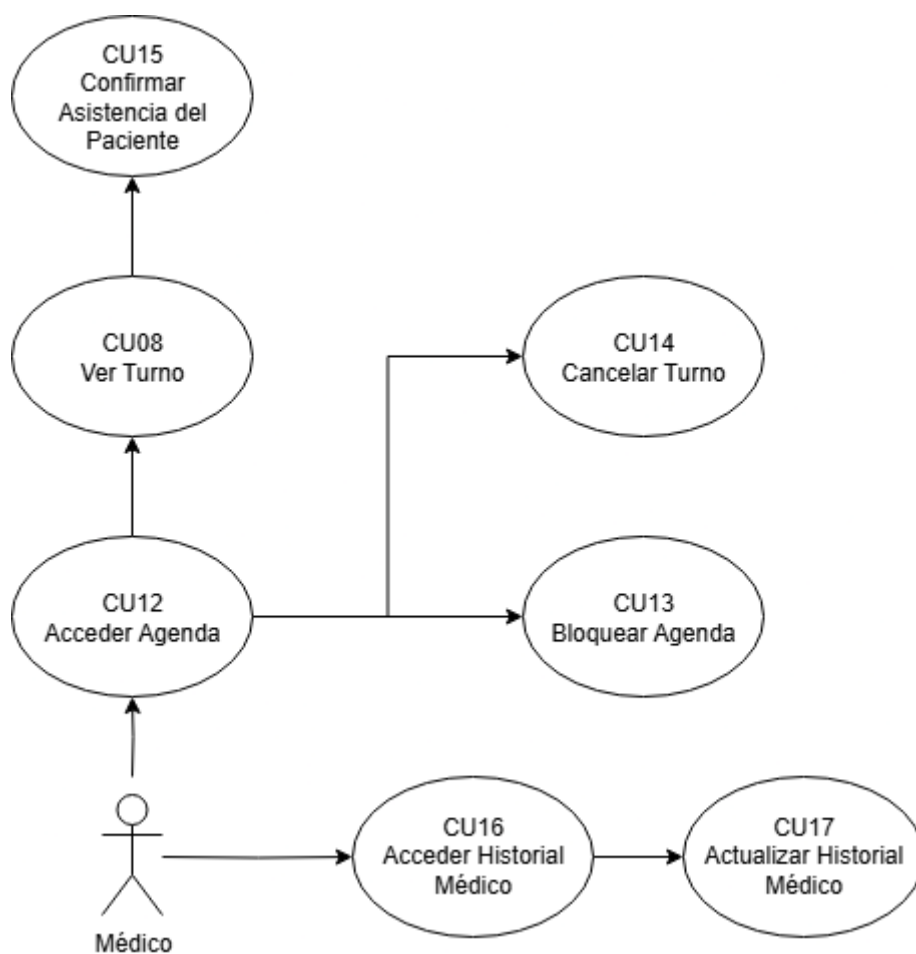 CU15
Confirmar
Asistencia del
Paciente
CU08
Ver Turno
CU14
Cancelar Turno
CU12
Acceder Agenda
CU13
Bloquear Agenda
CU16
Acceder Historial
Médico
CU17
Actualizar Historial
Médico
Médico